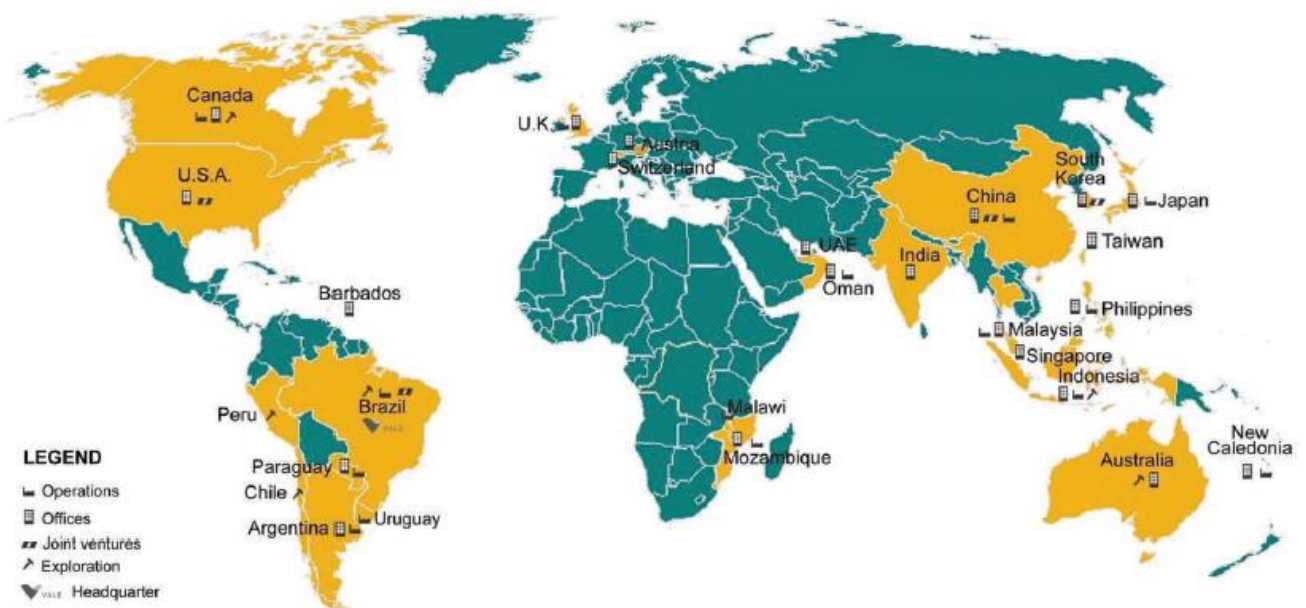 Canada
U.S.A.
Barbados
Peru
Brazil
VALE
Paraguay
Chile
Argentina
Uruguay
U.K.
Austria
Switzerland
UAE
Oman
Malawi
Mozambique
India
China
South
Korea
Japan
Taiwan
Philippines
Malaysia
Singapore
Indonesia
Australia
New
Caledonia
LEGEND
Operations
Offices
Joint ventures
Exploration
VALE Headquarter